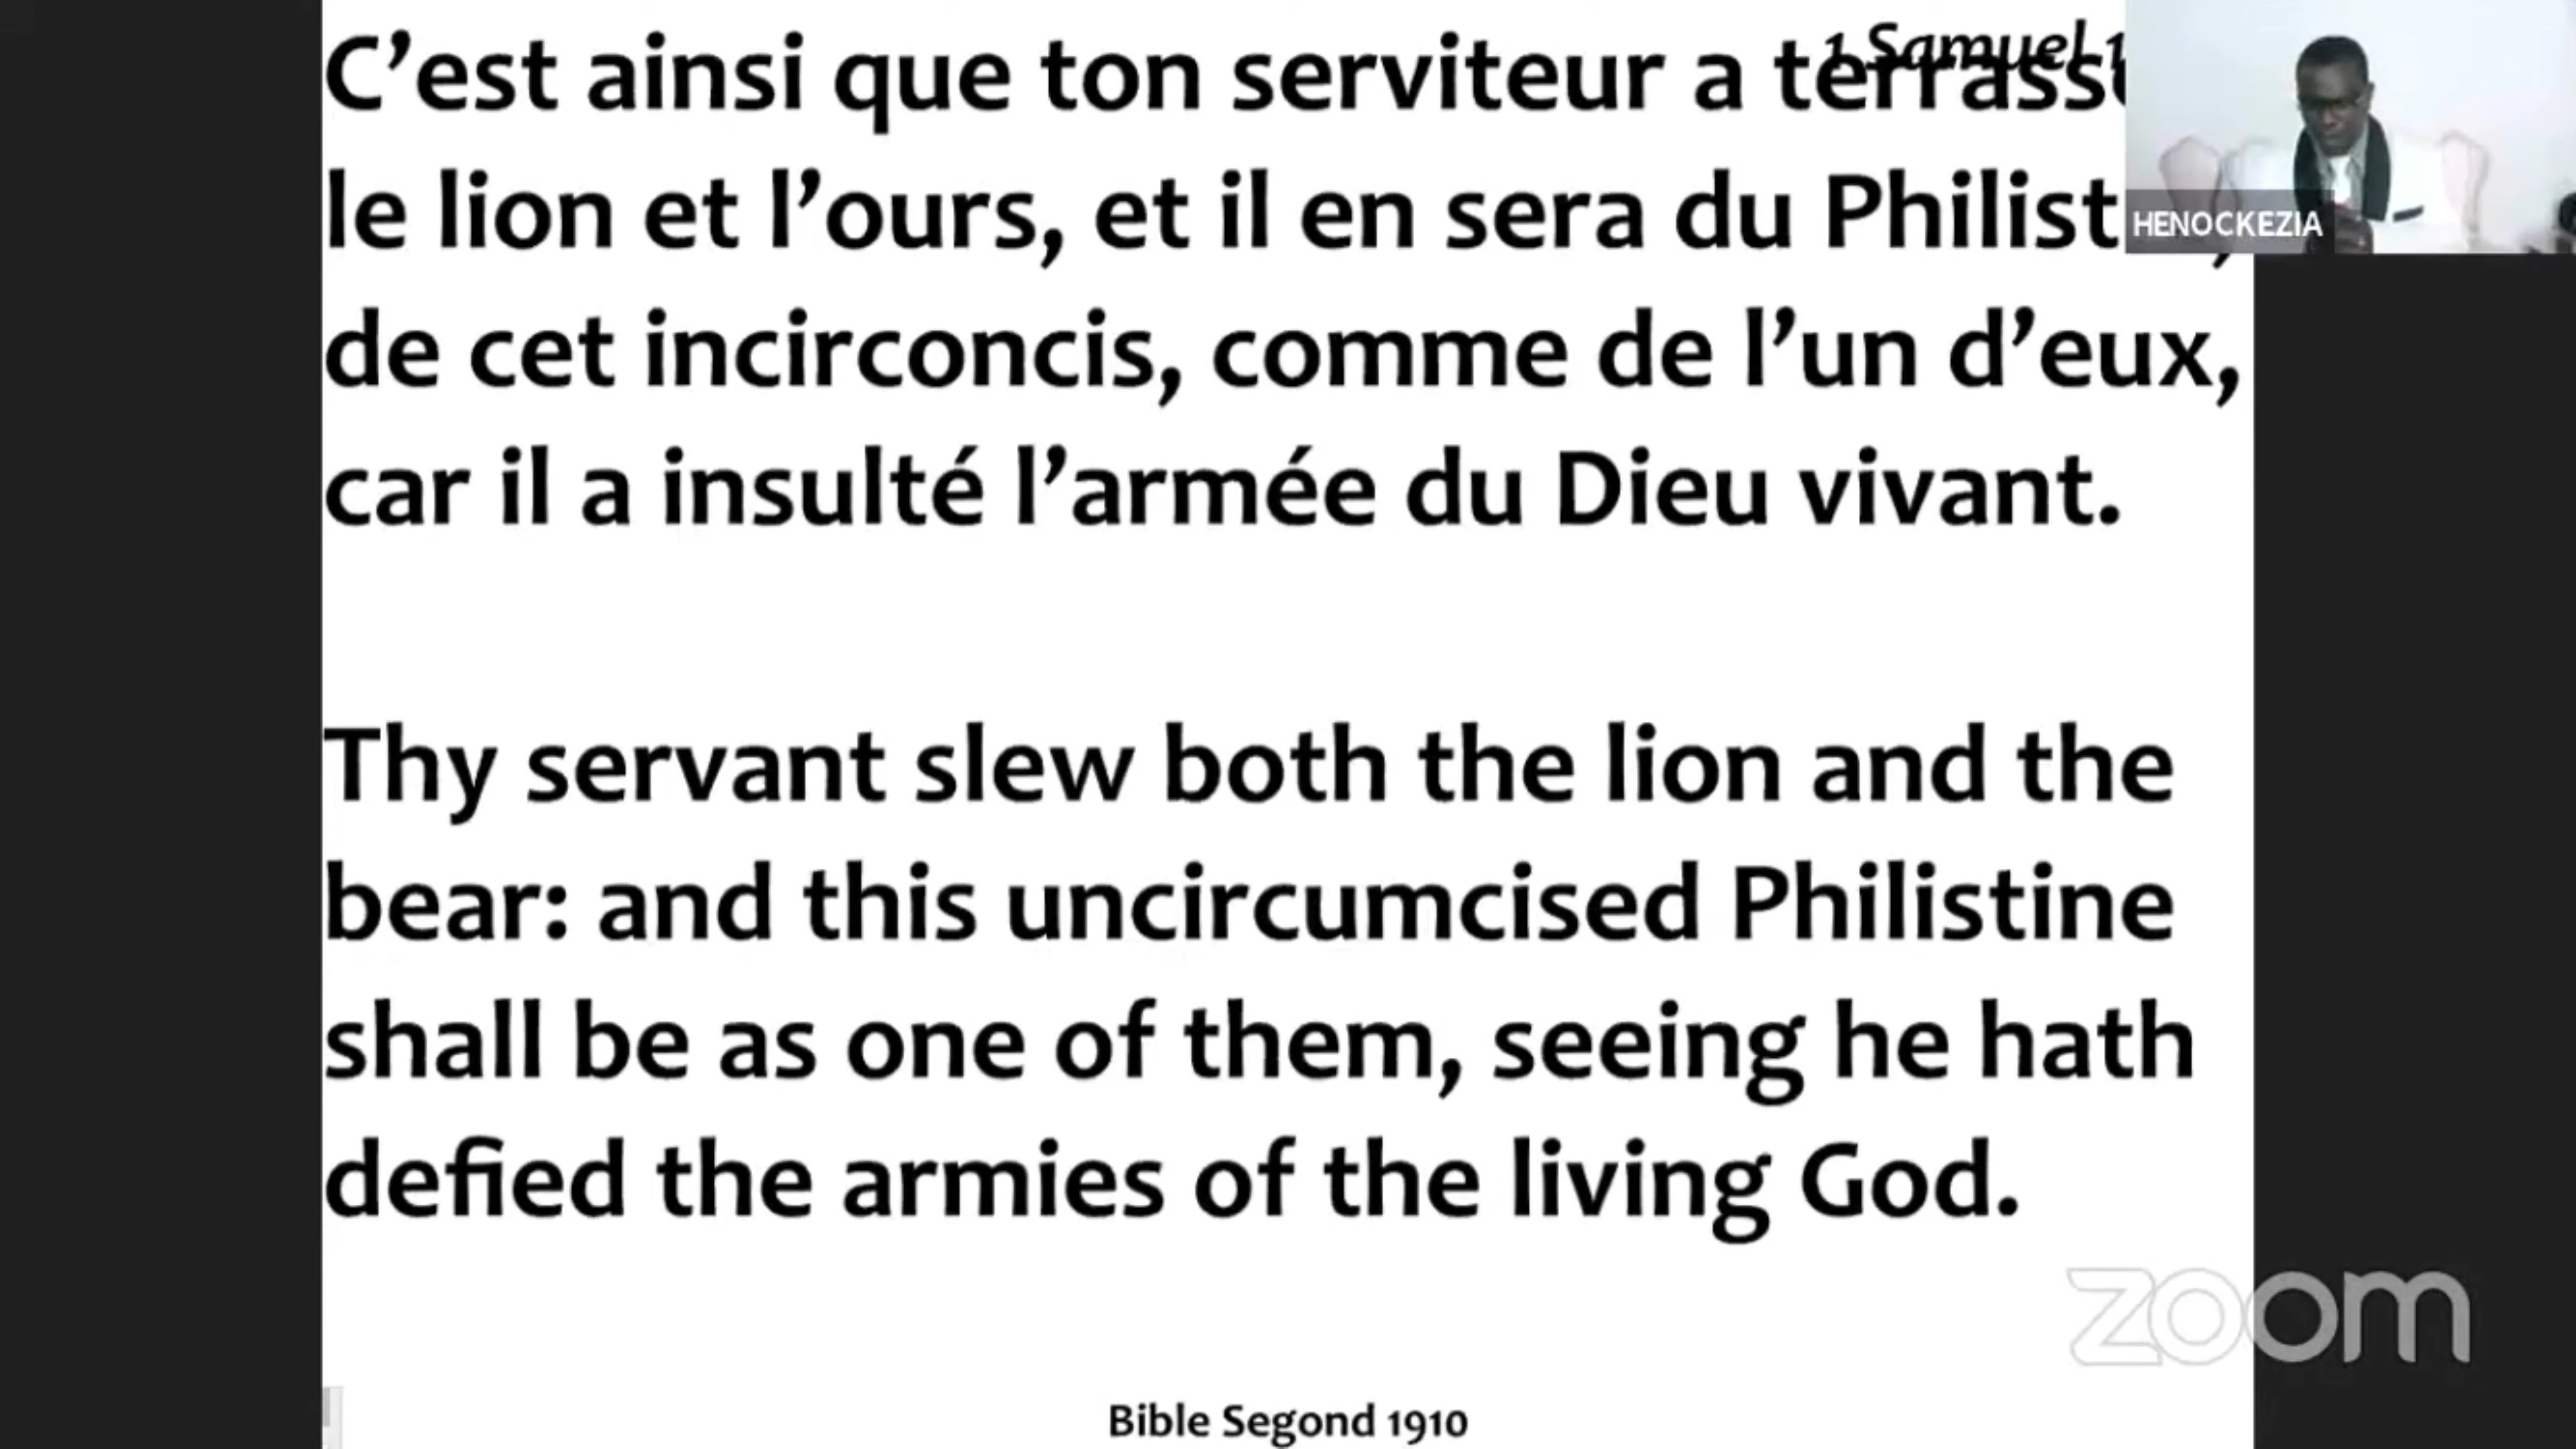 1 Samuel
C’est ainsi que ton serviteur a
le lion et l’ours, et il en sera du
HENOCKEZIA
de cet incirconcis, comme de l’un d’eux,
car il a insulté l’armée du Dieu vivant.
Thy servant slew both the lion and the
bear: and this uncircumcised Philistine
shall be as one of them, seeing he hath
defied the armies of the living God.
zoom
Bible Segond 1910